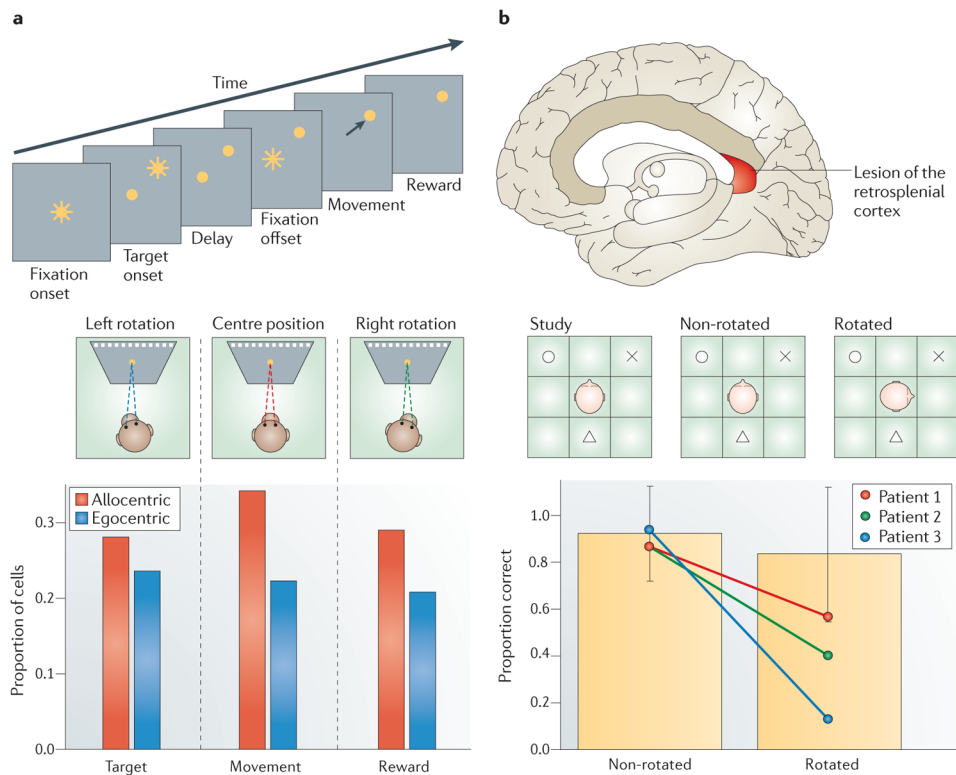 a
Time
Fixation
onset
Target
onset
Delay
Fixation
offset
Movement
Reward
Left rotation
Centre position
Right rotation
Allocentric
Egocentric
Proportion of cells
0.3
0.2
0.1
0.0
Target
Movement
Reward
b
Lesion of the
retrosplenial
cortex
Study
Non-rotated
Rotated
Patient 1
Patient 2
Patient 3
Proportion correct
1.0
0.8
0.6
0.4
0.2
0.0
Non-rotated
Rotated